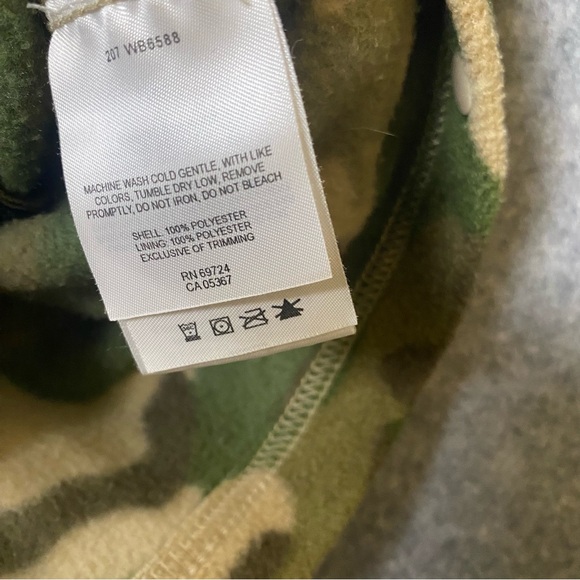 207 WB6588
MACHINE WASH COLD GENTLE, WITH LIKE
COLORS, TUMBLE DRY LOW, REMOVE
PROMPTLY, DO NOT IRON, DO NOT BLEACH
SHELL: 100% POLYESTER
LINING: 100% POLYESTER
EXCLUSIVE OF TRIMMING
RN 69724
CA 05367